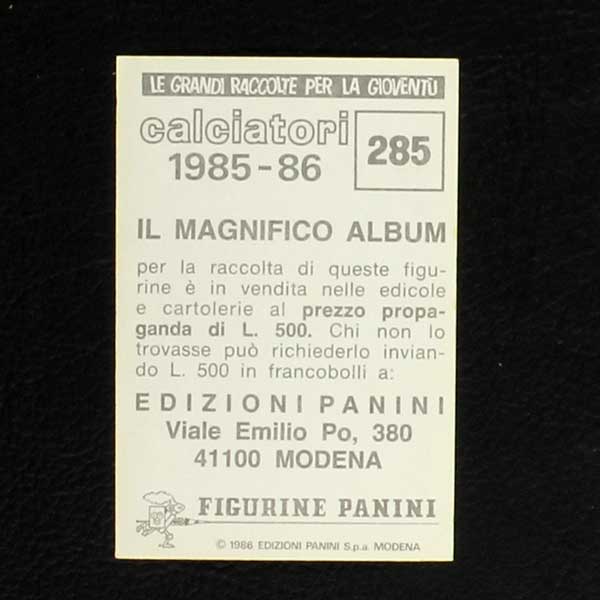 LE GRANDI RACCOLTE PER LA GIOVENTÙ
calciatori
1985-86
285
IL MAGNIFICO ALBUM
per la raccolta di queste figu-
rine è in vendita nelle edicole
e cartolerie al prezzo propa-
ganda di L. 500. Chi non lo
trovasse può richiederlo invian-
do L. 500 in francobolli a:
EDIZIONI PANINI
Viale Emilio Po, 380
41100 MODENA
FIGURINE PANINI
© 1986 EDIZIONI PANINI S.p.a. MODENA